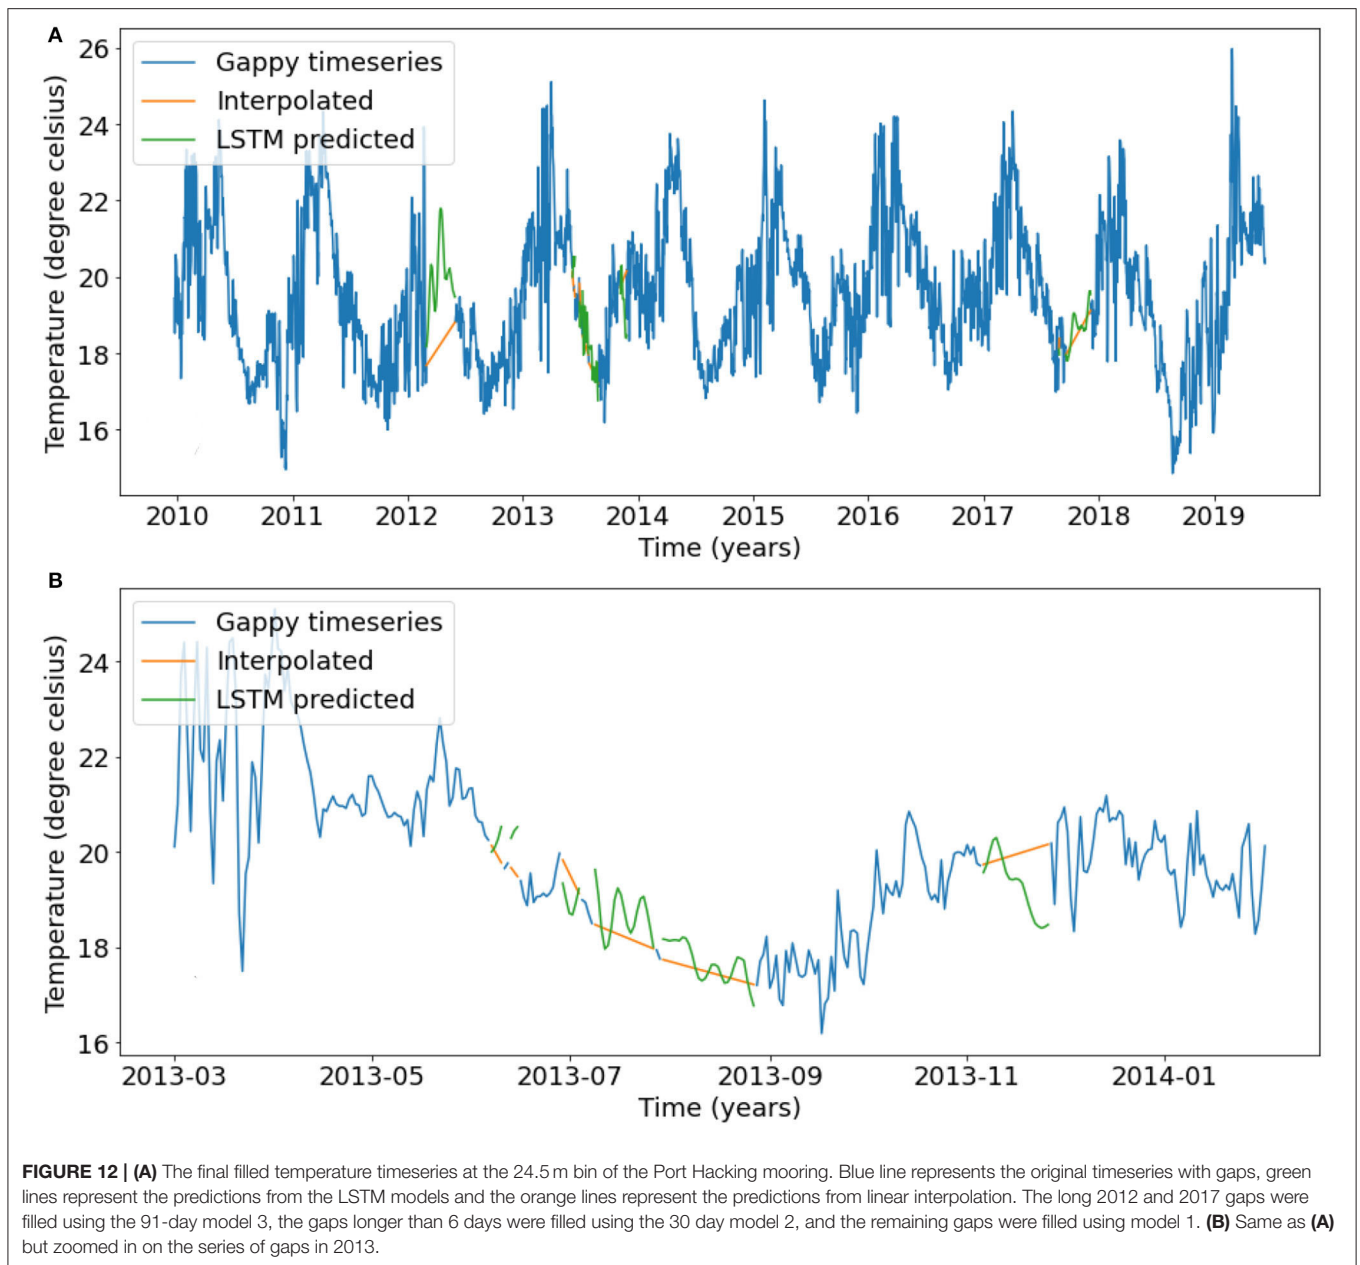 A
Gappy timeseries
Interpolated
LSTM predicted
26
24
22
20
18
16
Temperature (degree celsius)
2010 2011 2012 2013 2014 2015 2016 2017 2018 2019
Time (years)
B
Gappy timeseries
Interpolated
LSTM predicted
24
22
20
18
16
Temperature (degree celsius)
2013-03 2013-05 2013-07 2013-09 2013-11 2014-01
Time (years)
FIGURE 12 | (A) The final filled temperature timeseries at the 24.5 m bin of the Port Hacking mooring. Blue line represents the original timeseries with gaps, green
lines represent the predictions from the LSTM models and the orange lines represent the predictions from linear interpolation. The long 2012 and 2017 gaps were
filled using the 91-day model 3, the gaps longer than 6 days were filled using the 30 day model 2, and the remaining gaps were filled using model 1. (B) Same as (A)
but zoomed in on the series of gaps in 2013.